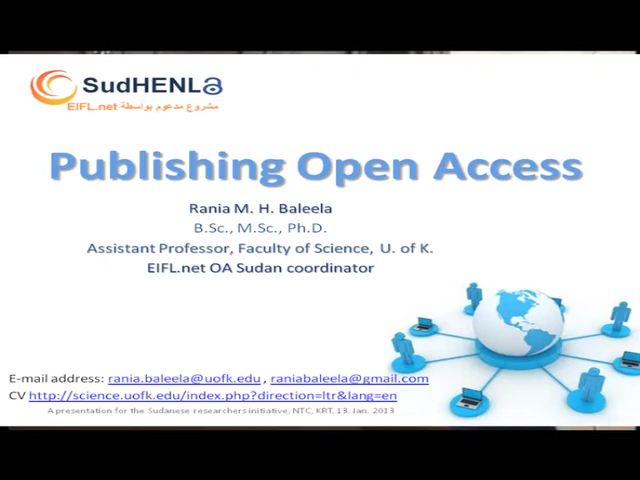 SudHENLa
EIFL.net مشروع مدعوم بواسطة
Publishing Open Access
Rania M. H. Baleela
B.Sc., M.Sc., Ph.D.
Assistant Professor, Faculty of Science, U. of K.
EIFL.net OA Sudan coordinator
E-mail address: rania.baleela@uofk.edu , raniabaleela@gmail.com
CV http://science.uofk.edu/index.php?direction=ltr&lang=en
A presentation for the Sudanese researchers initiative, NTC, KRT, 13. Jan. 2013